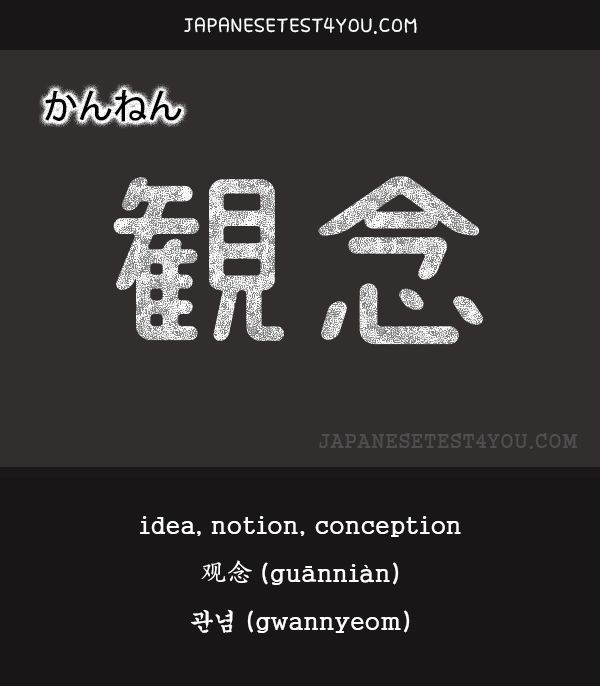 JAPANESETEST4YOU.COM
かんねん
観念
JAPANESETEST4YOU.COM
idea, notion, conception
观念 (guānniàn)
관념 (gwannyeom)